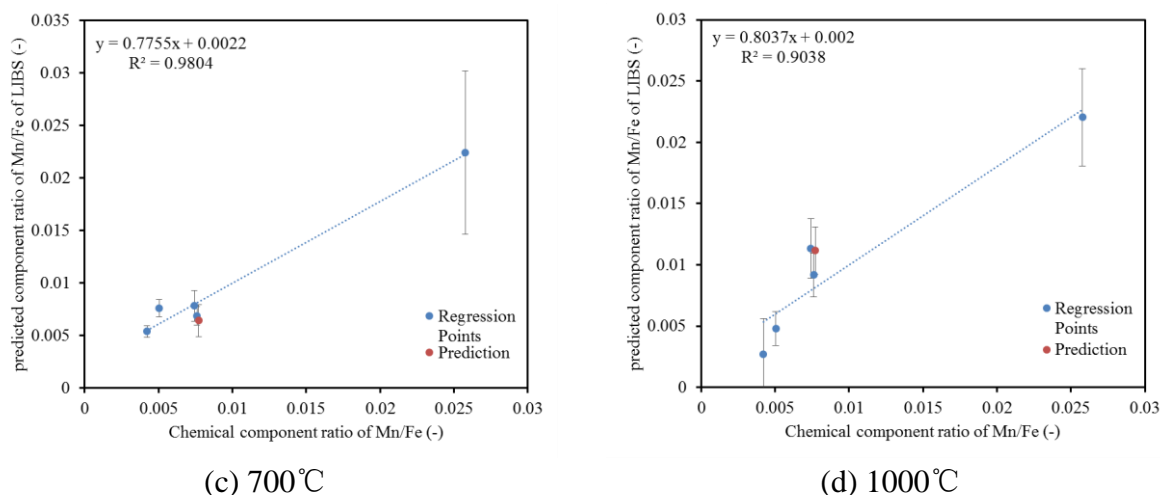 0.035
0.03
0.025
0.02
0.015
0.01
0.005
0
predicted component ratio of Mn/Fe of LIBS (-)
y = 0.7755x + 0.0022
R² = 0.9804
Regression
Points
Prediction
0
0.005
0.01
0.015
0.02
0.025
0.03
Chemical component ratio of Mn/Fe (-)
(c) 700℃
0.03
0.025
0.02
0.015
0.01
0.005
0
predicted component ratio of Mn/Fe of LIBS (-)
y = 0.8037x + 0.002
R² = 0.9038
Regression
Points
Prediction
0
0.005
0.01
0.015
0.02
0.025
0.03
Chemical component ratio of Mn/Fe (-)
(d) 1000℃